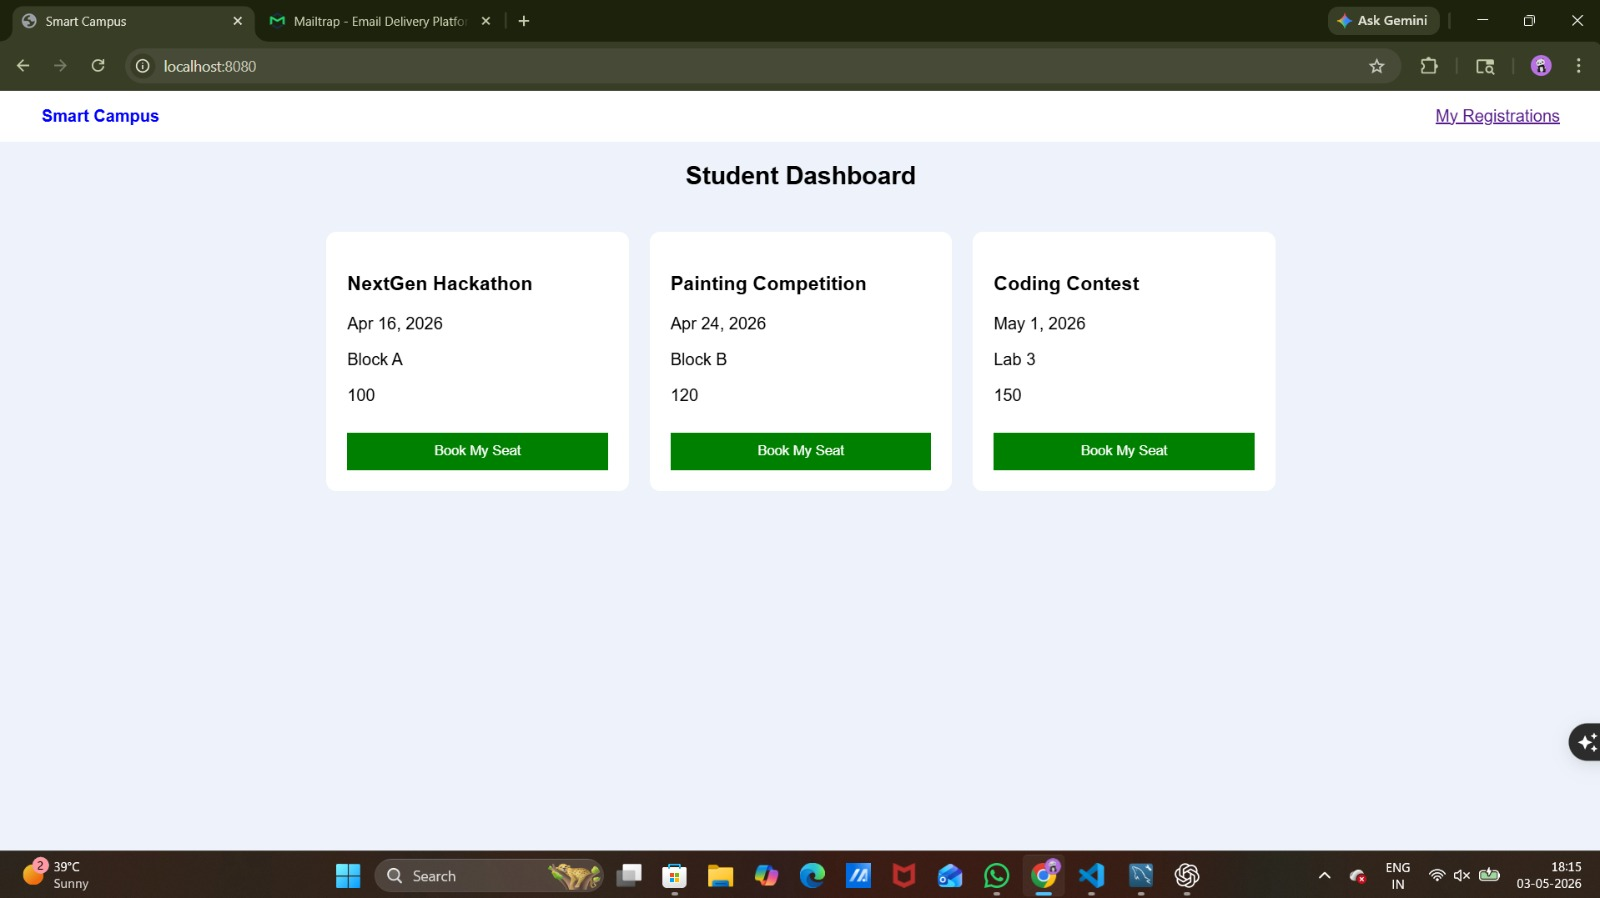 Smart Campus
Mailtrap - Email Delivery Platfo
Ask Gemini
localhost:8080
Smart Campus
My Registrations
Student Dashboard
NextGen Hackathon
Apr 16, 2026
Block A
100
Book My Seat
Painting Competition
Apr 24, 2026
Block B
120
Book My Seat
Coding Contest
May 1, 2026
Lab 3
150
Book My Seat
2
39°C
Sunny
Search
ENG
IN
18:15
03-05-2026